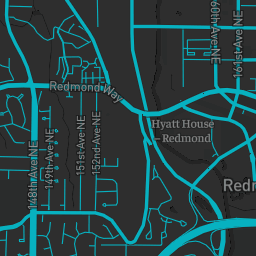 160th Ave NE
161st Ave NE
Redmond Way
Hyatt House
– Redmond
148th Ave NE
149th Ave NE
151st Ave NE
152nd Ave NE